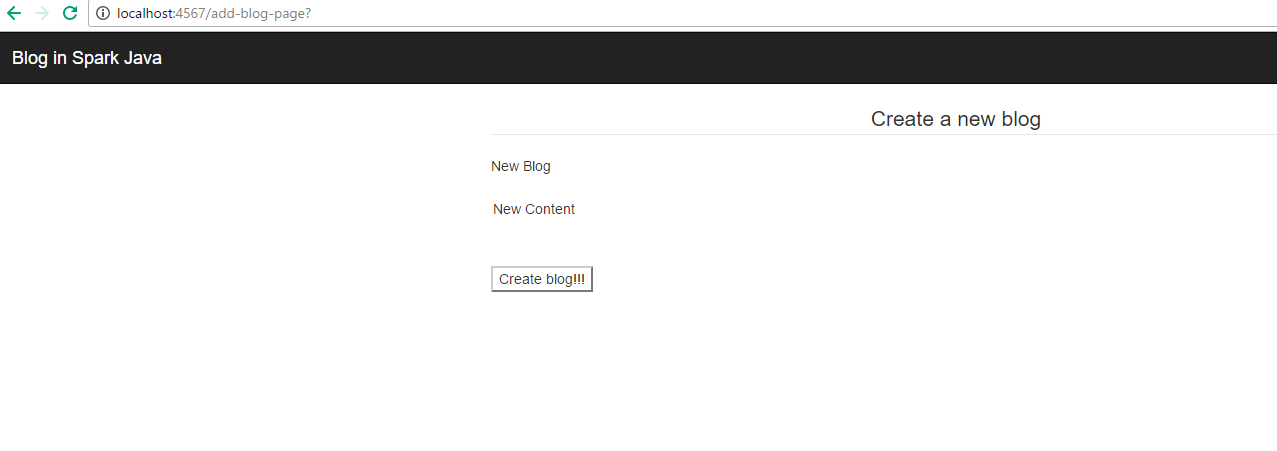 localhost:4567/add-blog-page?
Blog in Spark Java
Create a new blog
New Blog
New Content
Create blog!!!